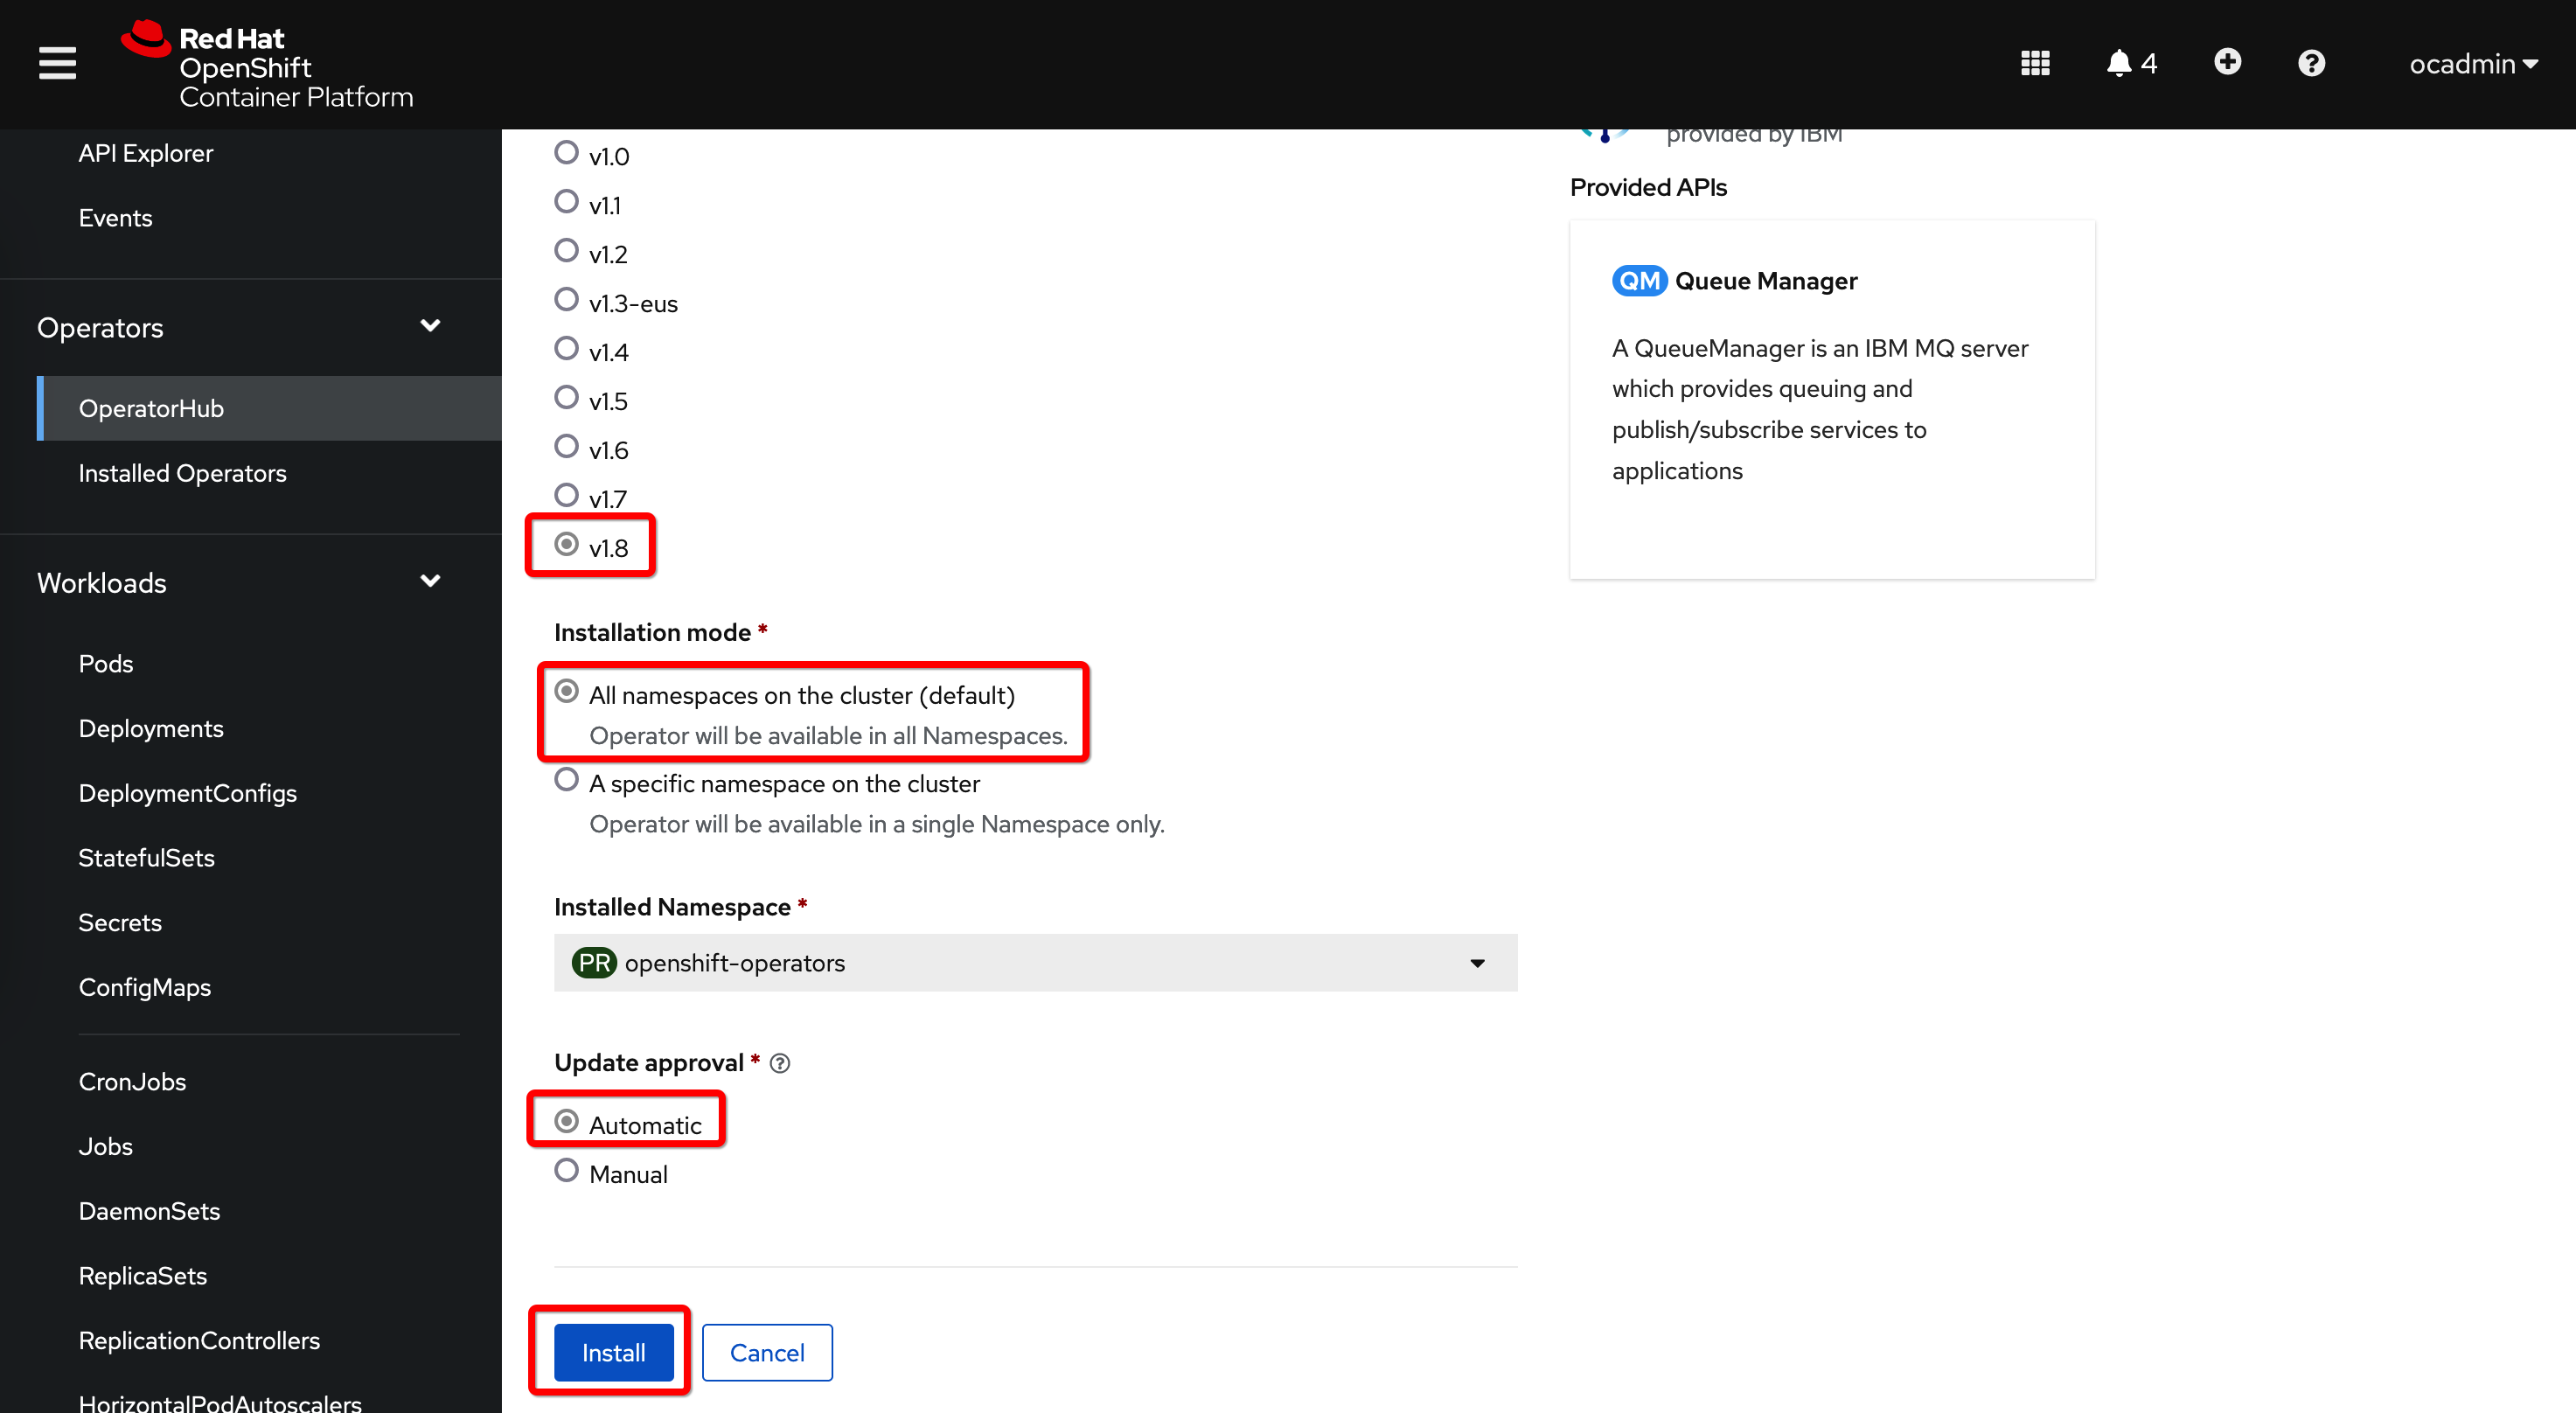 Red Hat
OpenShift
Container Platform
4
ocadmin
API Explorer
Events
Operators
OperatorHub
Installed Operators
Workloads
Pods
Deployments
DeploymentConfigs
StatefulSets
Secrets
ConfigMaps
CronJobs
Jobs
DaemonSets
ReplicaSets
ReplicationControllers
HorizontalPodAutoscalers
v1.0
v1.1
v1.2
v1.3-eus
v1.4
v1.5
v1.6
v1.7
v1.8
Installation mode *
All namespaces on the cluster (default)
Operator will be available in all Namespaces.
A specific namespace on the cluster
Operator will be available in a single Namespace only.
Installed Namespace *
PR openshift-operators
Update approval *
Automatic
Manual
Install Cancel
provided by IBM
Provided APIs
QM Queue Manager
A QueueManager is an IBM MQ server
which provides queuing and
publish/subscribe services to
applications